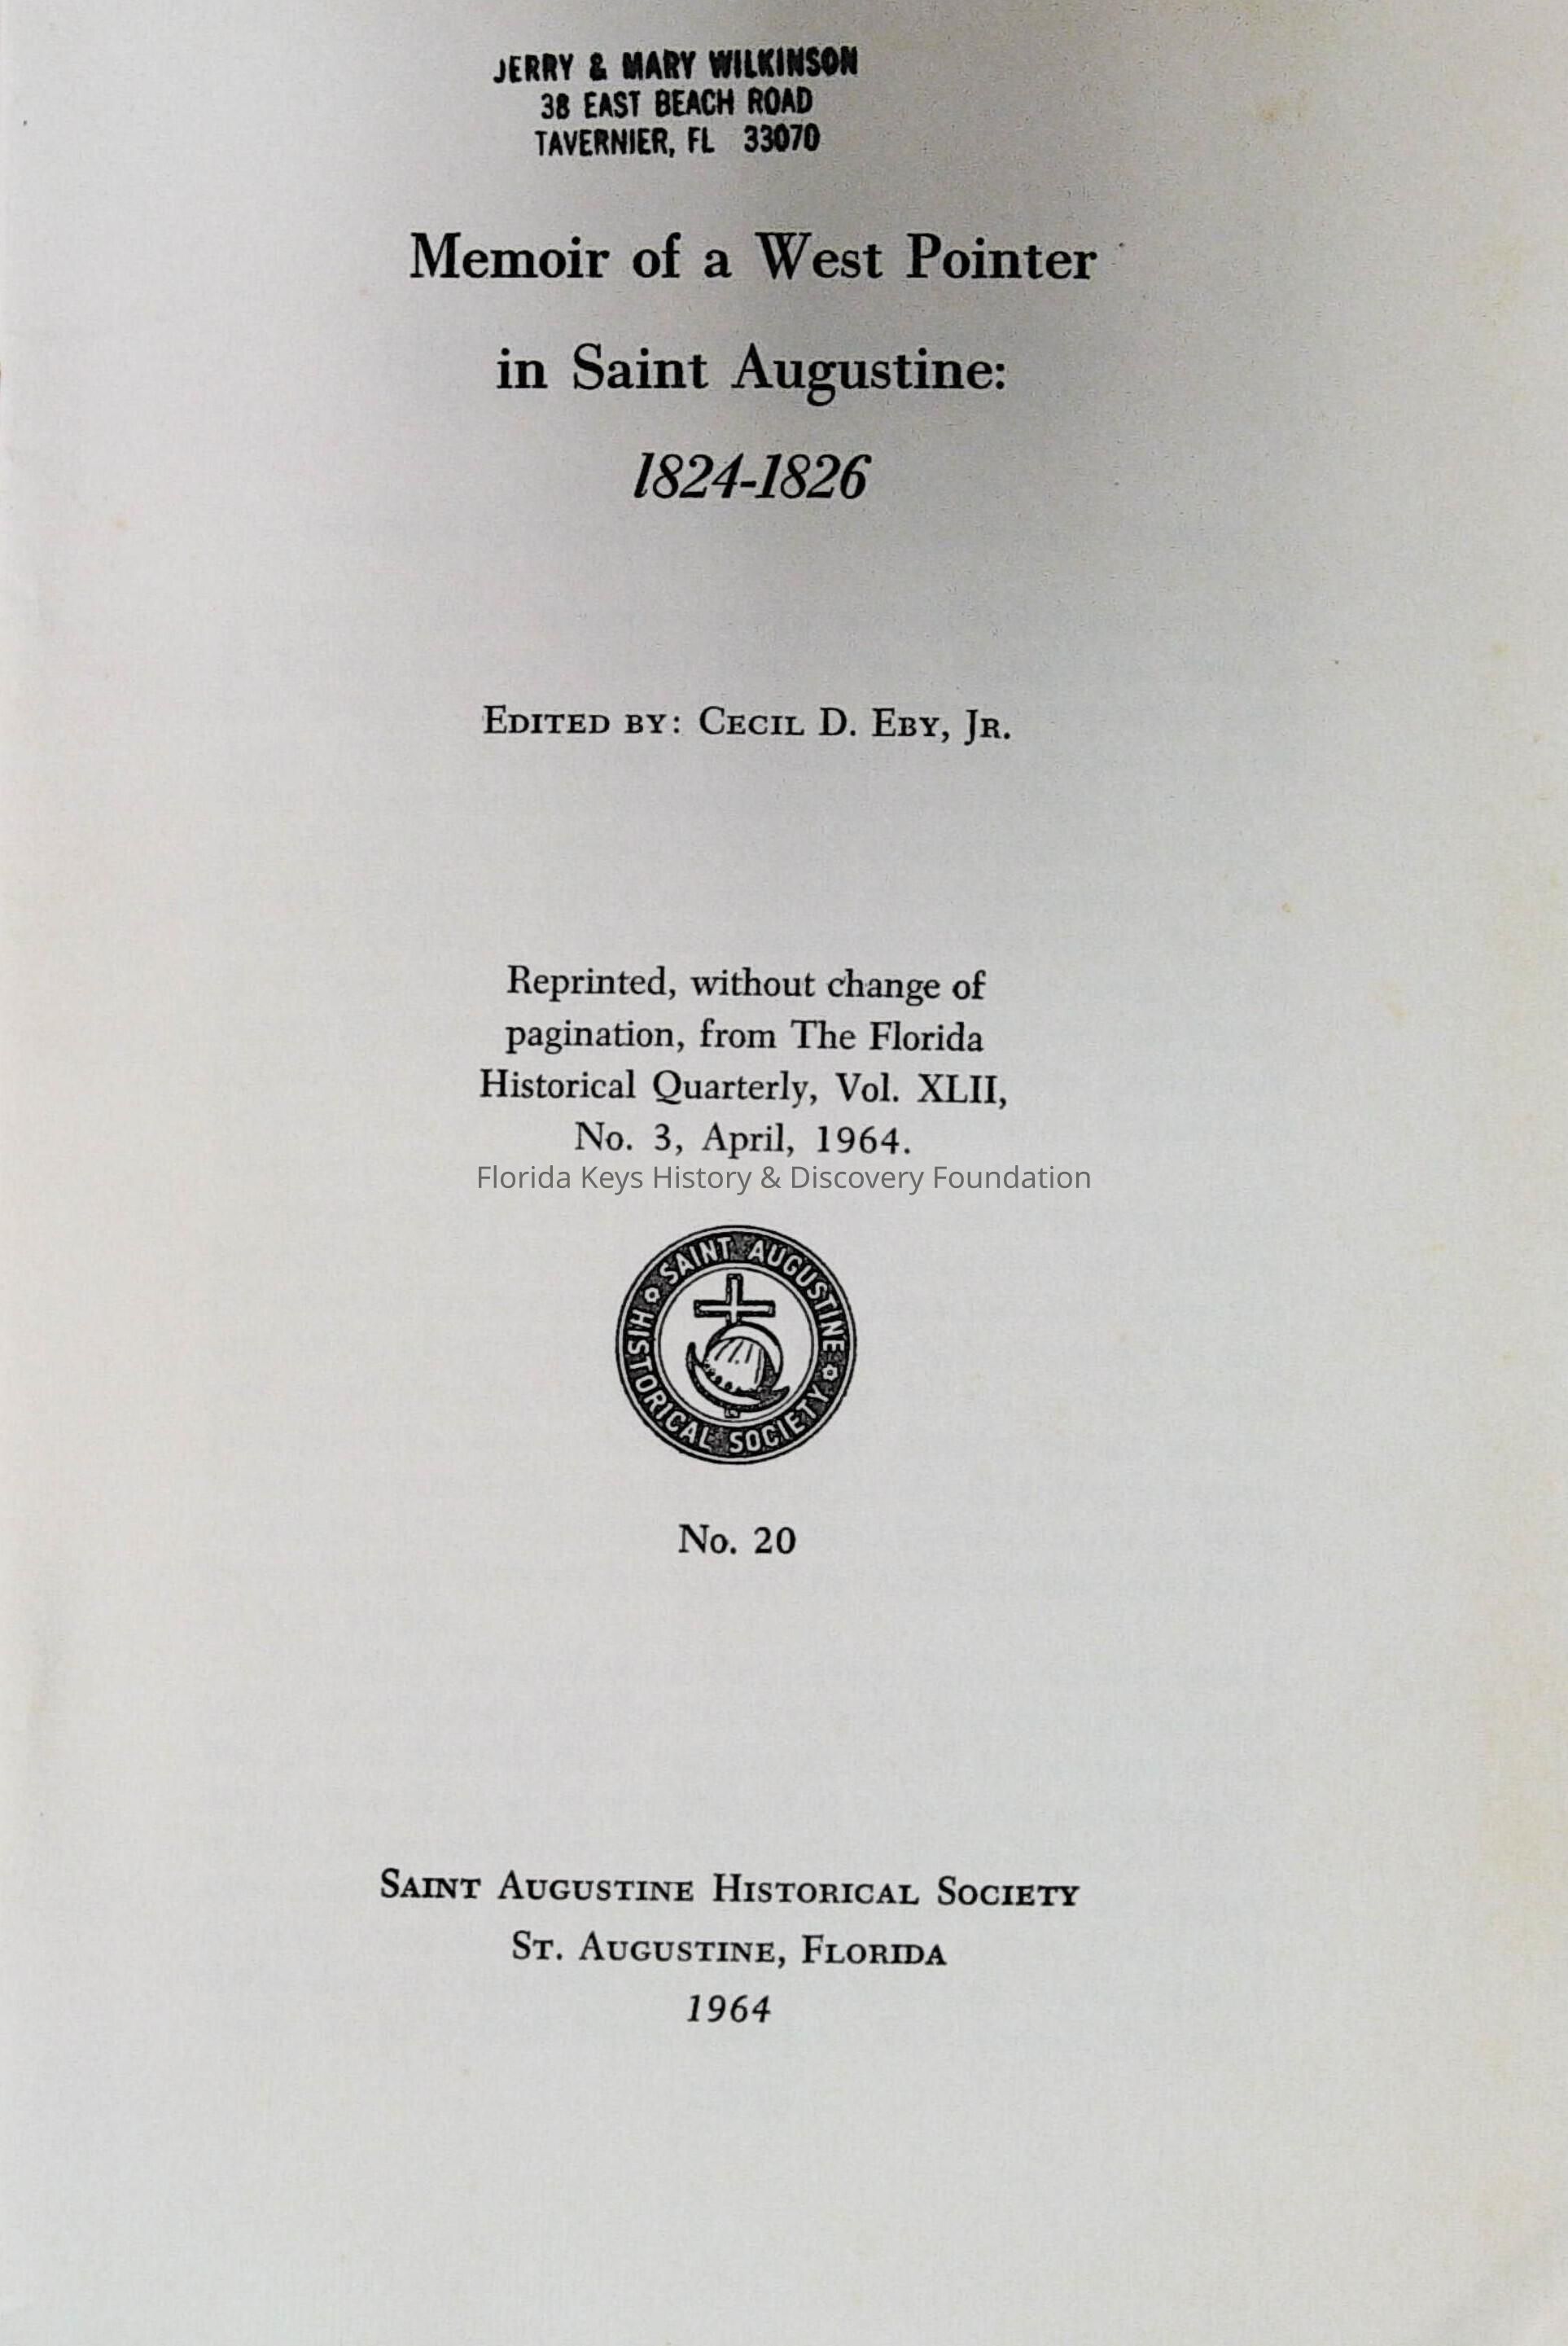 JERRY & MARY WILKINSON
38 EAST BEACH ROAD
TAVERNIER, FL 33070
Memoir of a West Pointer
in Saint Augustine:
1824-1826
EDITED BY: CECIL D. EBY, JR.
Reprinted, without change of
pagination, from The Florida
Historical Quarterly, Vol. XLII,
No. 3, April, 1964.
Florida Keys History & Discovery Foundation
SAINT AUGUSTINE
HISTORICAL SOCIETY
No. 20
SAINT AUGUSTINE HISTORICAL SOCIETY
ST. AUGUSTINE, FLORIDA
1964